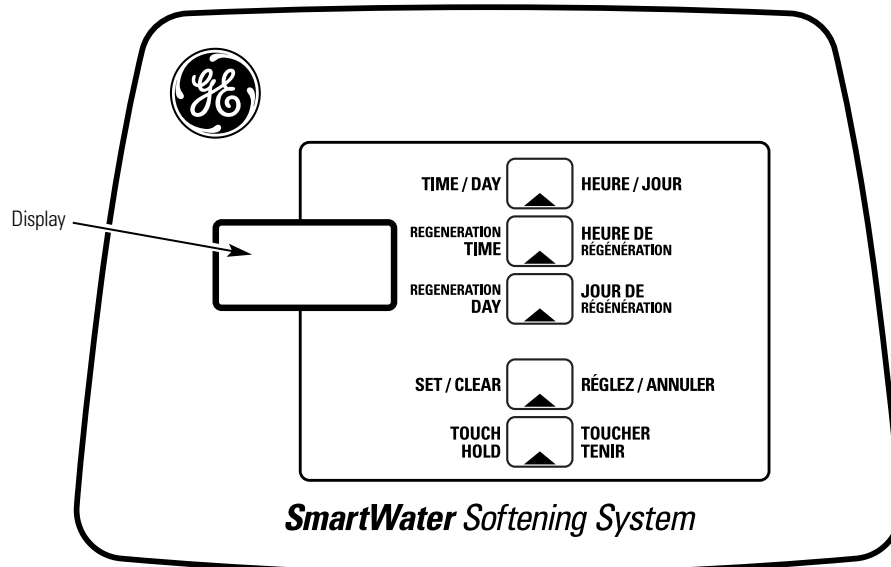 GE
Display
TIME / DAY
HEURE / JOUR
REGENERATION
TIME
HEURE DE
RÉGÉNÉRATION
REGENERATION
DAY
JOUR DE
RÉGÉNÉRATION
SET / CLEAR
RÉGLEZ / ANNULER
TOUCH
HOLD
TOUCHER
TENIR
SmartWater Softening System